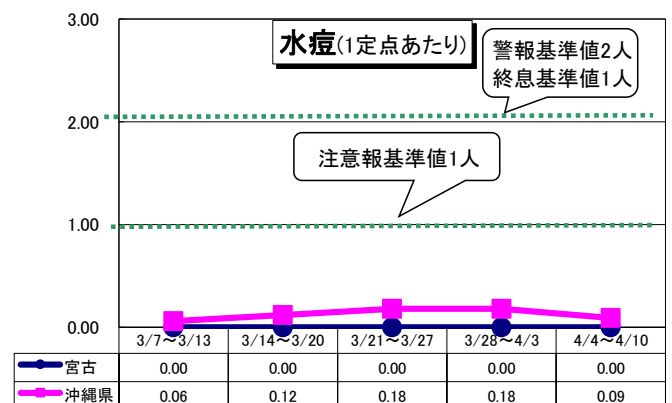 3.00
水痘(1定点あたり)
警報基準値2人
終息基準値1人
2.00
注意報基準値1人
1.00
0.00
3/7~3/13 3/14~3/20 3/21~3/27 3/28~4/3 4/4~4/10
宮古 0.00 0.00 0.00 0.00 0.00
沖縄県 0.06 0.12 0.18 0.18 0.09